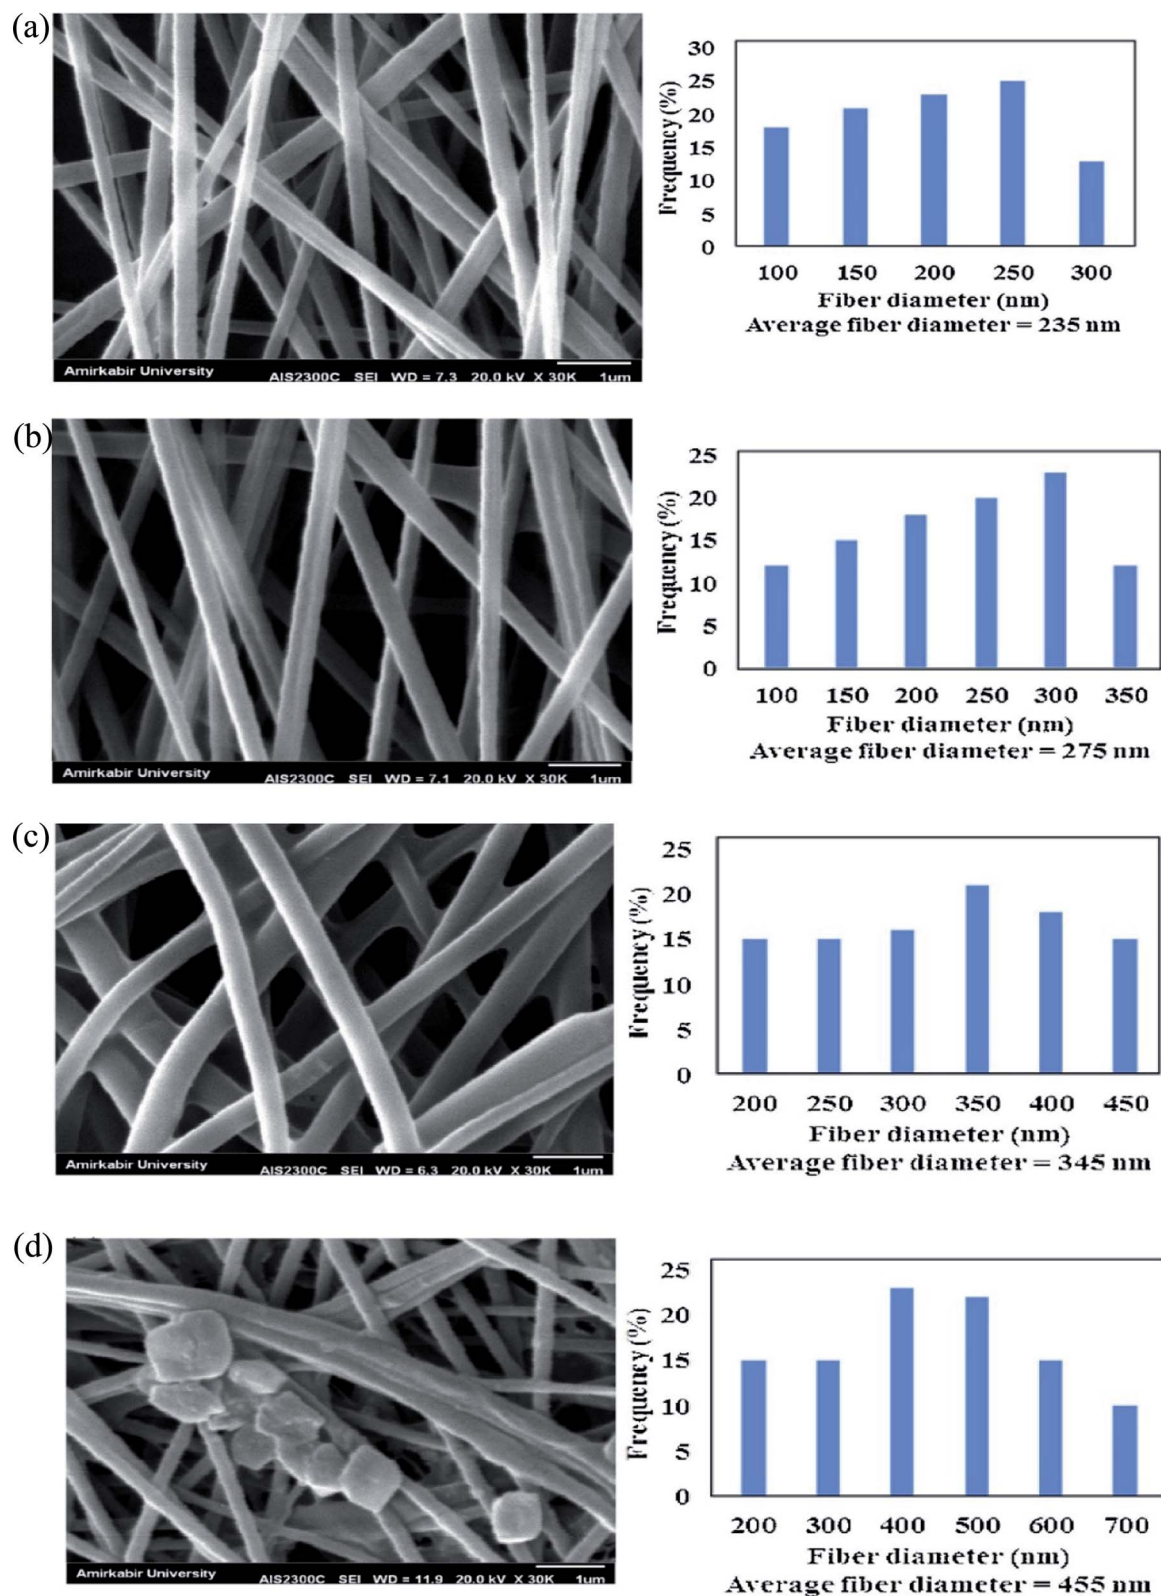 (a)
30
25
20
15
10
5
0
Frequency (%)
100 150 200 250 300
Fiber diameter (nm)
Average fiber diameter = 235 nm
Amirkabir University
AIS2300C SEI WD = 7.3 20.0 kV X 30K 1um
(b)
25
20
15
10
5
0
Frequency (%)
100 150 200 250 300 350
Fiber diameter (nm)
Average fiber diameter = 275 nm
Amirkabir University
AIS2300C SEI WD = 7.1 20.0 kV X 30K 1um
(c)
25
20
15
10
5
0
Frequency (%)
200 250 300 350 400 450
Fiber diameter (nm)
Average fiber diameter = 345 nm
Amirkabir University
AIS2300C SEI WD = 6.3 20.0 kV X 30K 1um
(d)
25
20
15
10
5
0
Frequency (%)
200 300 400 500 600 700
Fiber diameter (nm)
Average fiber diameter = 455 nm
Amirkabir University
AIS2300C SEI WD = 11.9 20.0 kV X 30K 1um